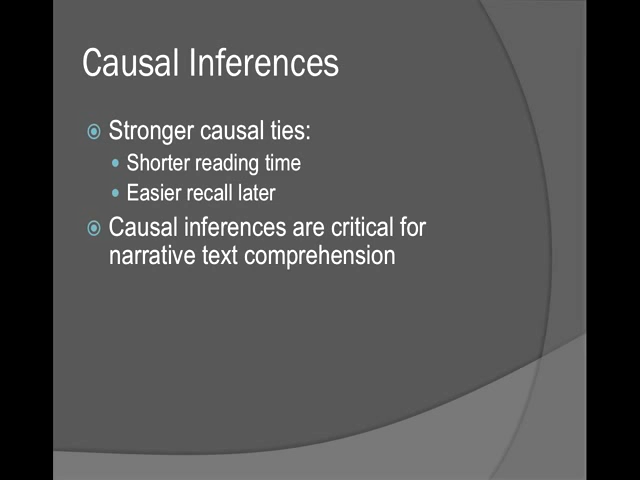 Causal Inferences
Stronger causal ties:
Shorter reading time
Easier recall later
Causal inferences are critical for
narrative text comprehension